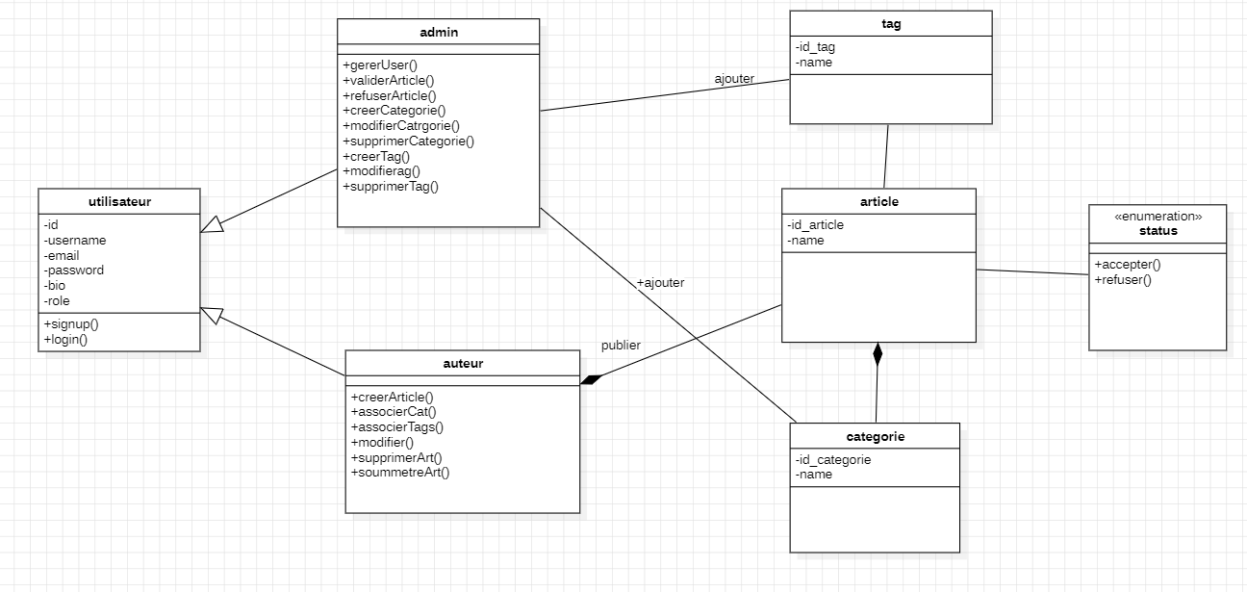 admin
+gererUser()
+validerArticle()
+refuserArticle()
+creerCategorie()
+modifierCatrgorie()
+supprimerCategorie()
+creerTag()
+modifierag()
+supprimerTag()
tag
-id_tag
-name
ajouter
utilisateur
-id
-username
-email
-password
-bio
-role
+signup()
+login()
article
-id_article
-name
«enumeration»
status
+accepter()
+refuser()
+ajouter
publier
auteur
+creerArticle()
+associerCat()
+associerTags()
+modifier()
+supprimerArt()
+soummetreArt()
categorie
-id_categorie
-name